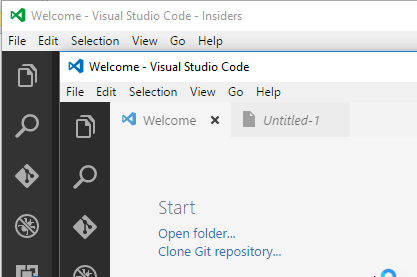 Welcome - Visual Studio Code - Insiders
File Edit Selection View Go Help
Welcome - Visual Studio Code
File Edit Selection View Go Help
Welcome Untitled-1
Start
Open folder...
Clone Git repository...